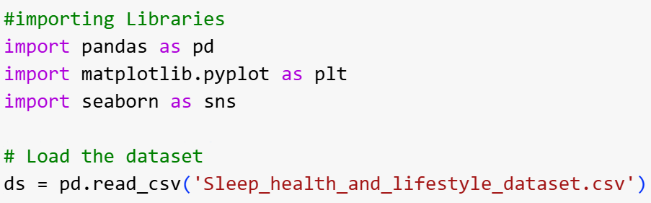 #importing Libraries
import pandas as pd
import matplotlib.pyplot as plt
import seaborn as sns
# Load the dataset
ds = pd.read_csv('Sleep_health_and_lifestyle_dataset.csv')